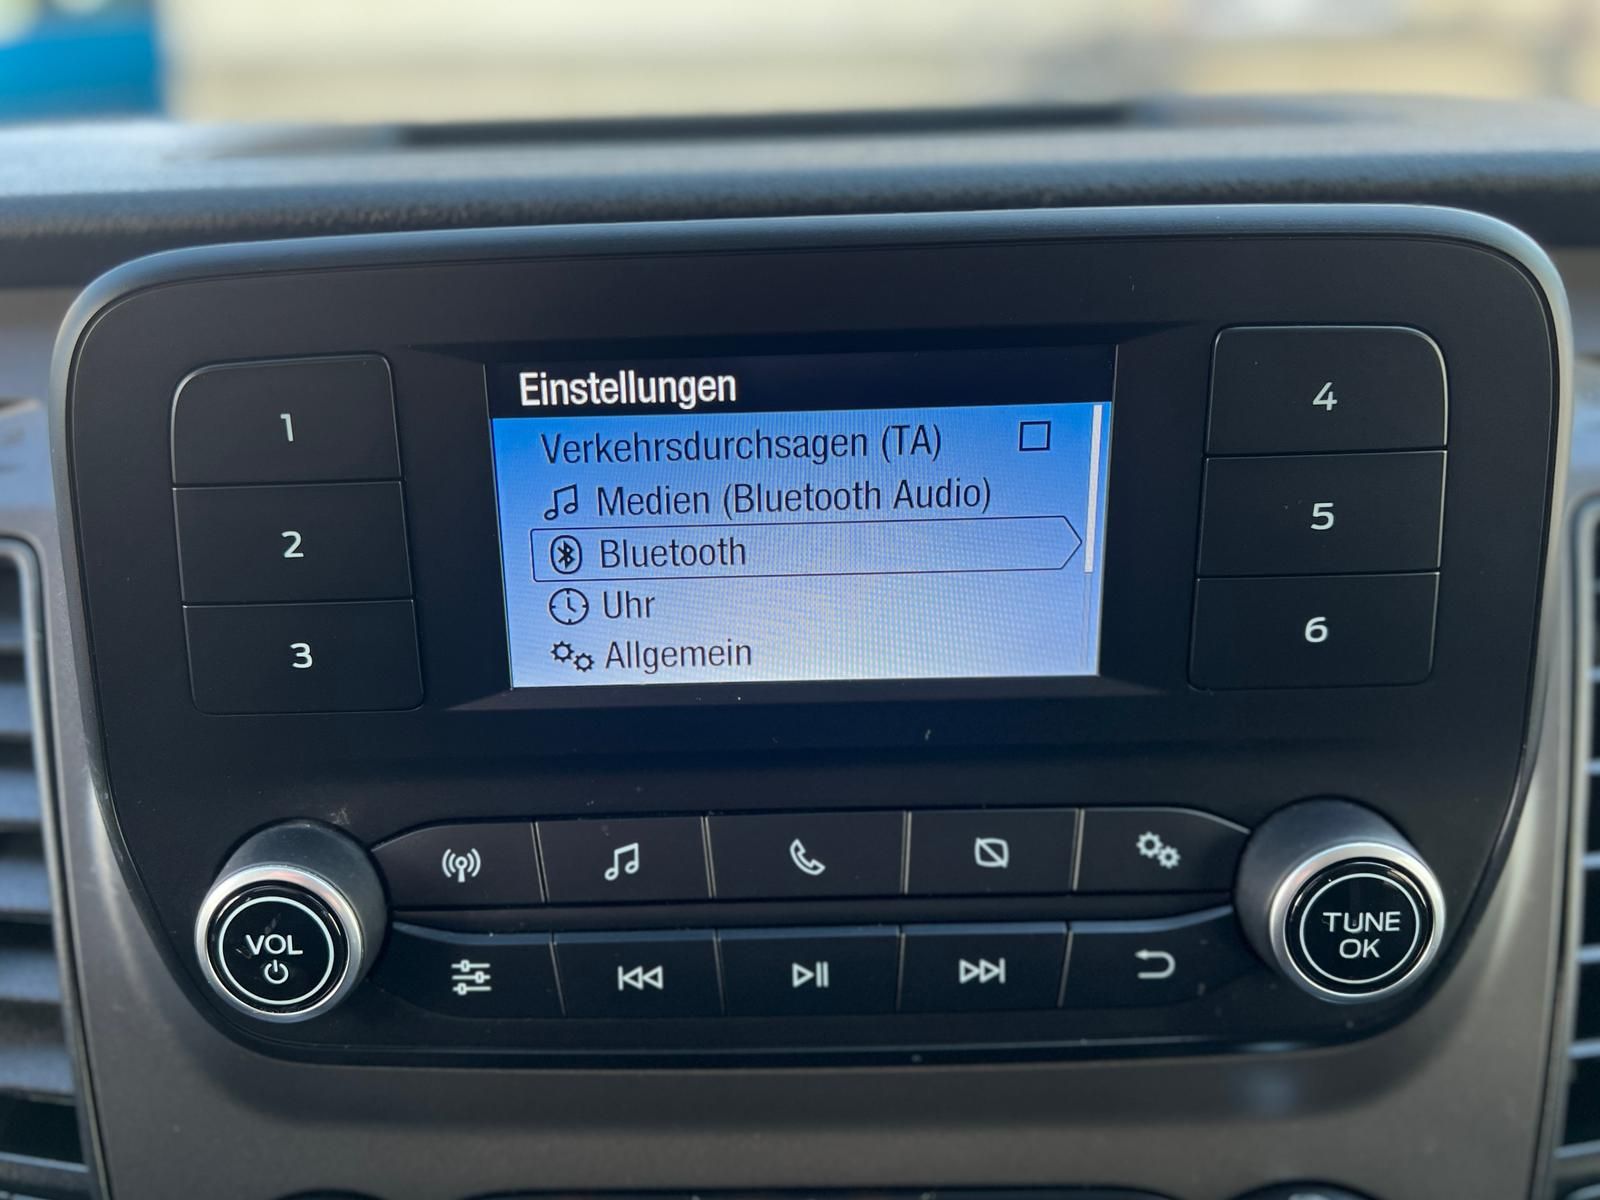 Einstellungen
Verkehrsdurchsagen (TA)
Medien (Bluetooth Audio)
Bluetooth
Uhr
Allgemein
1
2
3
4
5
6
VOL
TUNE
OK